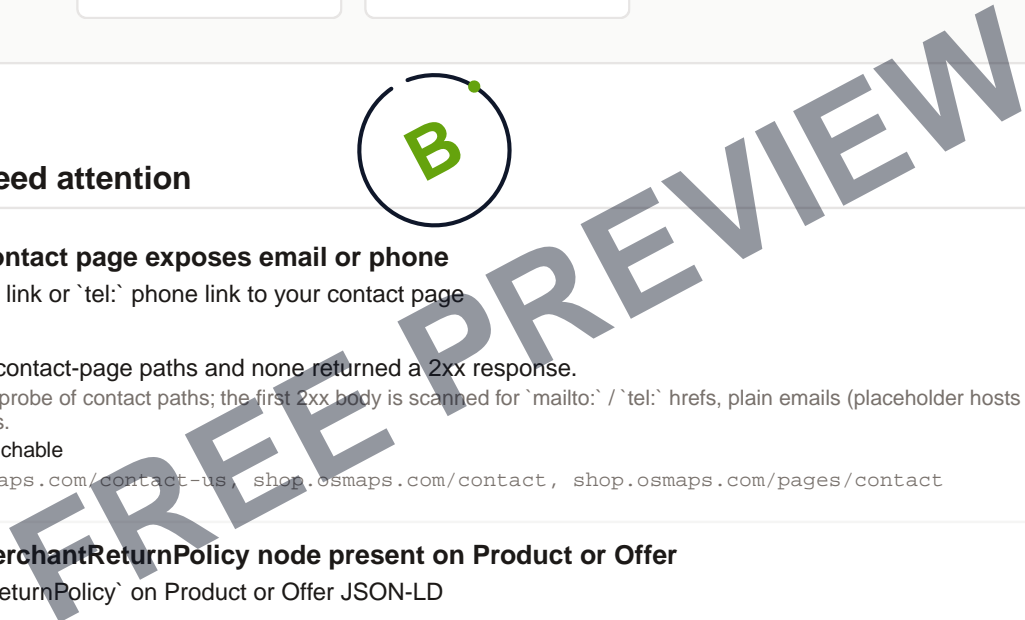 B
eed attention
ontact page exposes email or phone
link or `tel:` phone link to your contact page
contact-page paths and none returned a 2xx response.
probe of contact paths; the first 2xx body is scanned for `mailto:` / `tel:` hrefs, plain emails (placeholder hosts
s.
chable
aps.com/contact-us, shop.osmaps.com/contact, shop.osmaps.com/pages/contact
erchantReturnPolicy node present on Product or Offer
eturnPolicy` on Product or Offer JSON-LD
FREE PREVIEW